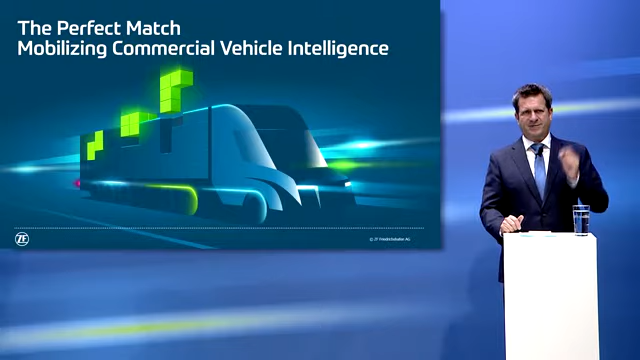 The Perfect Match
Mobilizing Commercial Vehicle Intelligence
ZF
© ZF Friedrichshafen AG